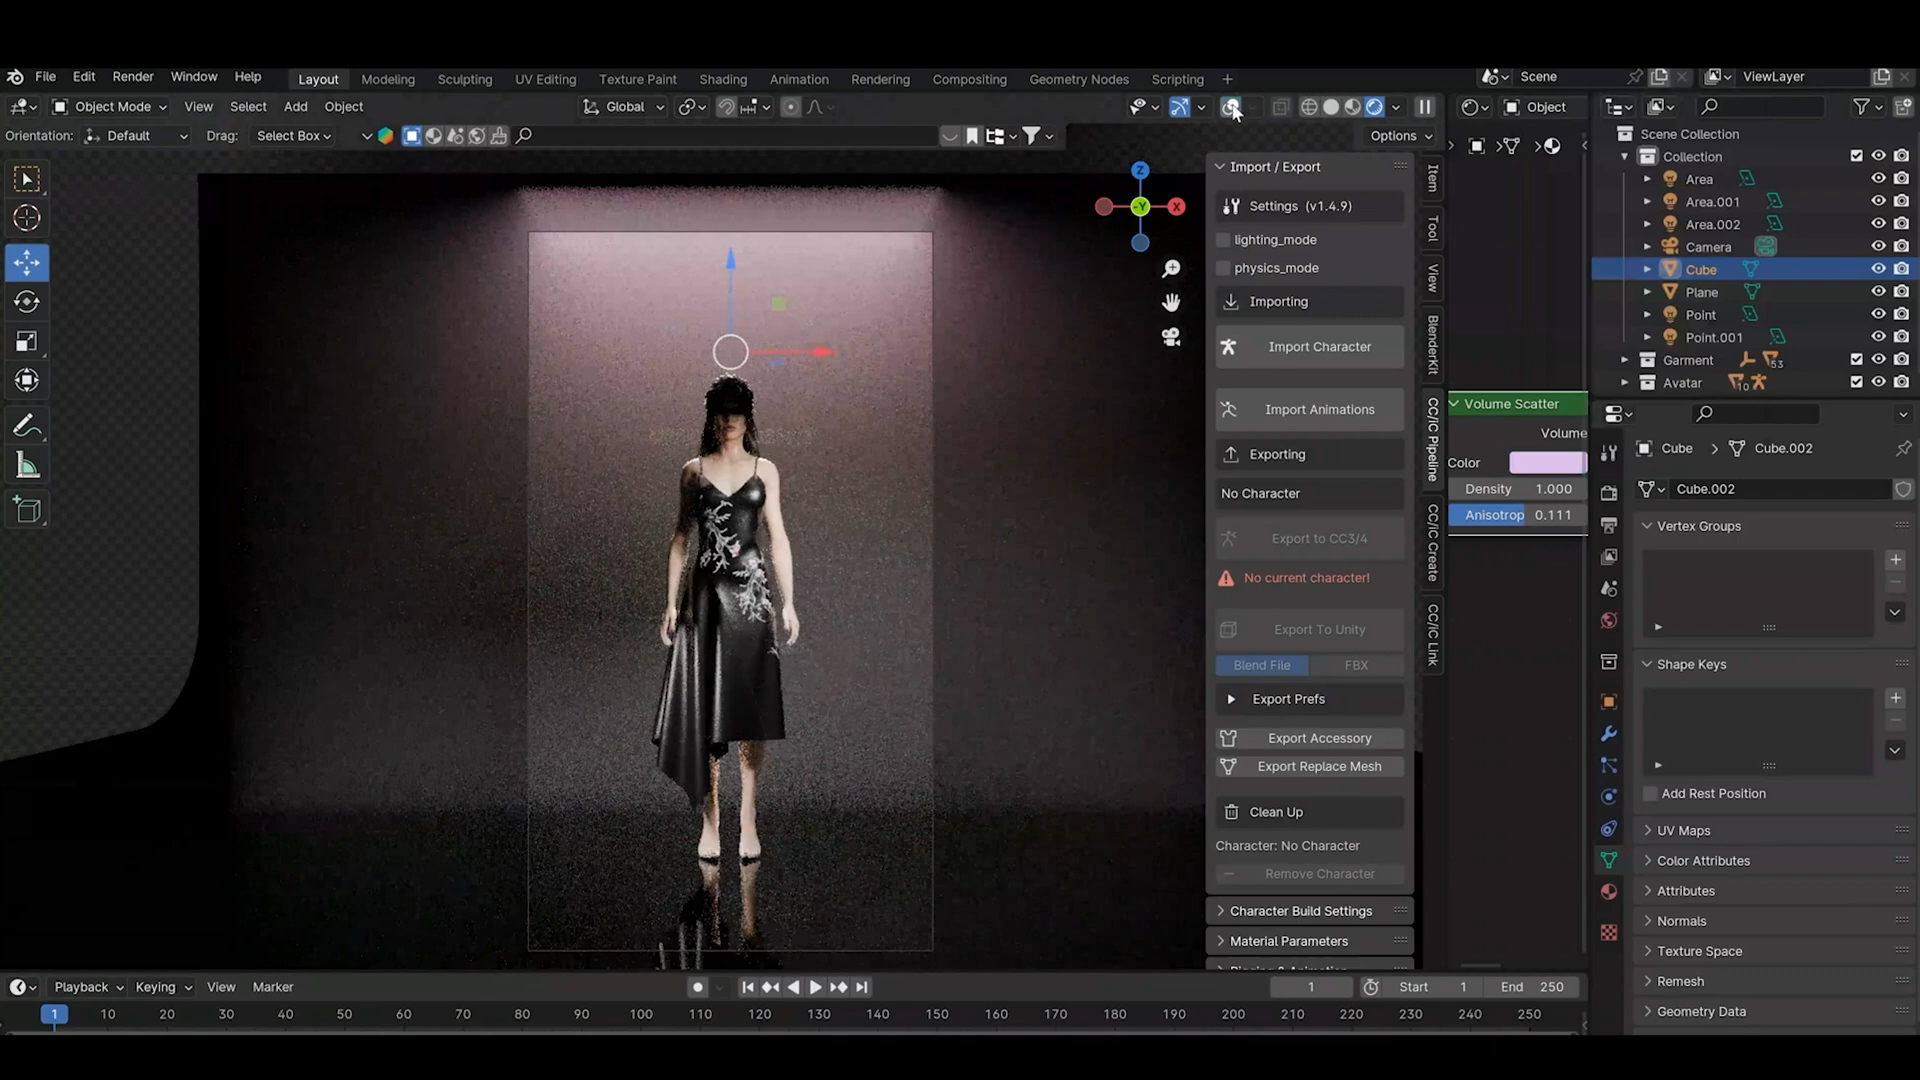 File Edit Render Window Help Layout Modeling Sculpting UV Editing Texture Paint Shading Animation Rendering Compositing Geometry Nodes Scripting + Scene ViewLayer
Object Mode View Select Add Object Global Object
Orientation: Default Drag: Select Box Options
Import / Export
Settings (v1.4.9)
lighting_mode
physics_mode
Importing
Import Character
Import Animations
Exporting
No Character
Export to CC3/4
No current character!
Export To Unity
Blend File FBX
Export Prefs
Export Accessory
Export Replace Mesh
Clean Up
Character: No Character
Remove Character
Character Build Settings
Material Parameters
Item
Tool
View
BlenderKit
CC/iC Pipeline
CC/iC Create
CC/iC Link
Z
-Y
X
Volume Scatter
Volume
Color
Density 1.000
Anisotrop 0.111
Scene Collection
Collection
Area
Area.001
Area.002
Camera
Cube
Plane
Point
Point.001
Garment 53
Avatar 10
Cube > Cube.002
Cube.002
Vertex Groups
Shape Keys
Add Rest Position
UV Maps
Color Attributes
Attributes
Normals
Texture Space
Remesh
Geometry Data
Playback Keying View Marker 1 Start 1 End 250
1 10 20 30 40 50 60 70 80 90 100 110 120 130 140 150 160 170 180 190 200 210 220 230 240 250